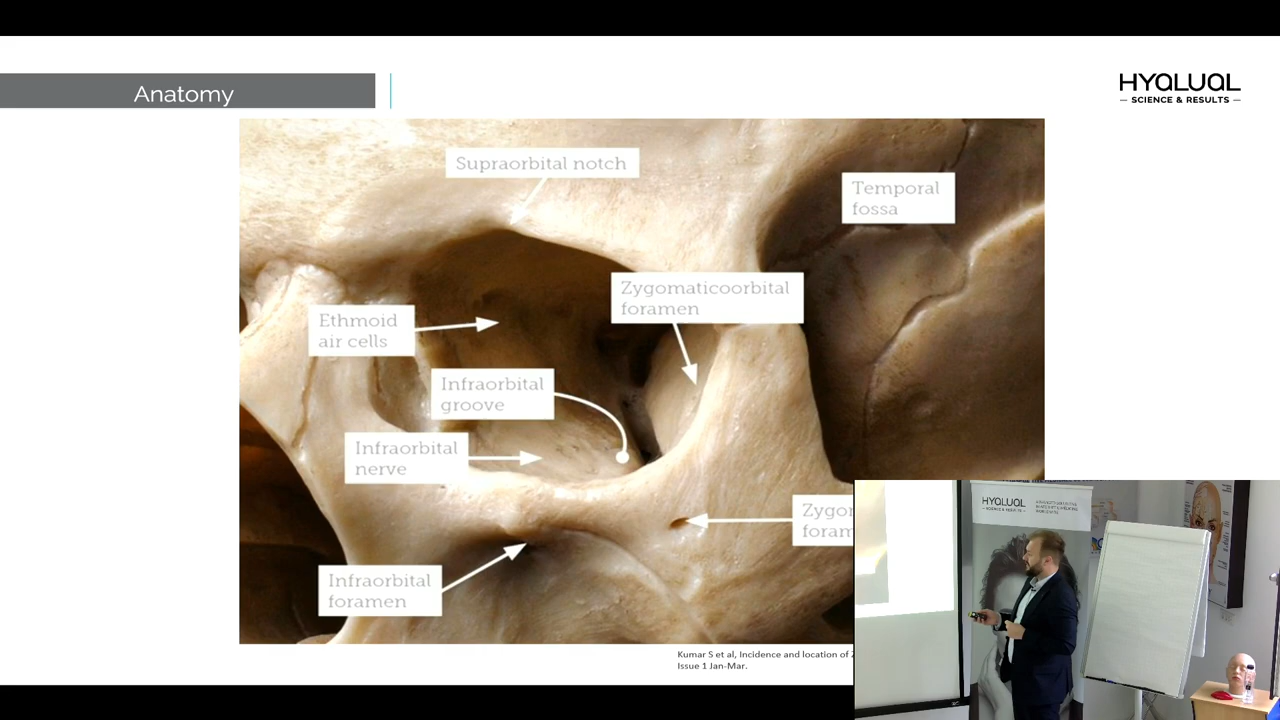 Anatomy
HYALUAL
— SCIENCE & RESULTS —
Supraorbital notch
Temporal
fossa
Zygomaticoorbital
foramen
Ethmoid
air cells
Infraorbital
groove
Infraorbital
nerve
Infraorbital
foramen
Kumar S et al, Incidence and location of
Issue 1 Jan-Mar.
HYALUAL